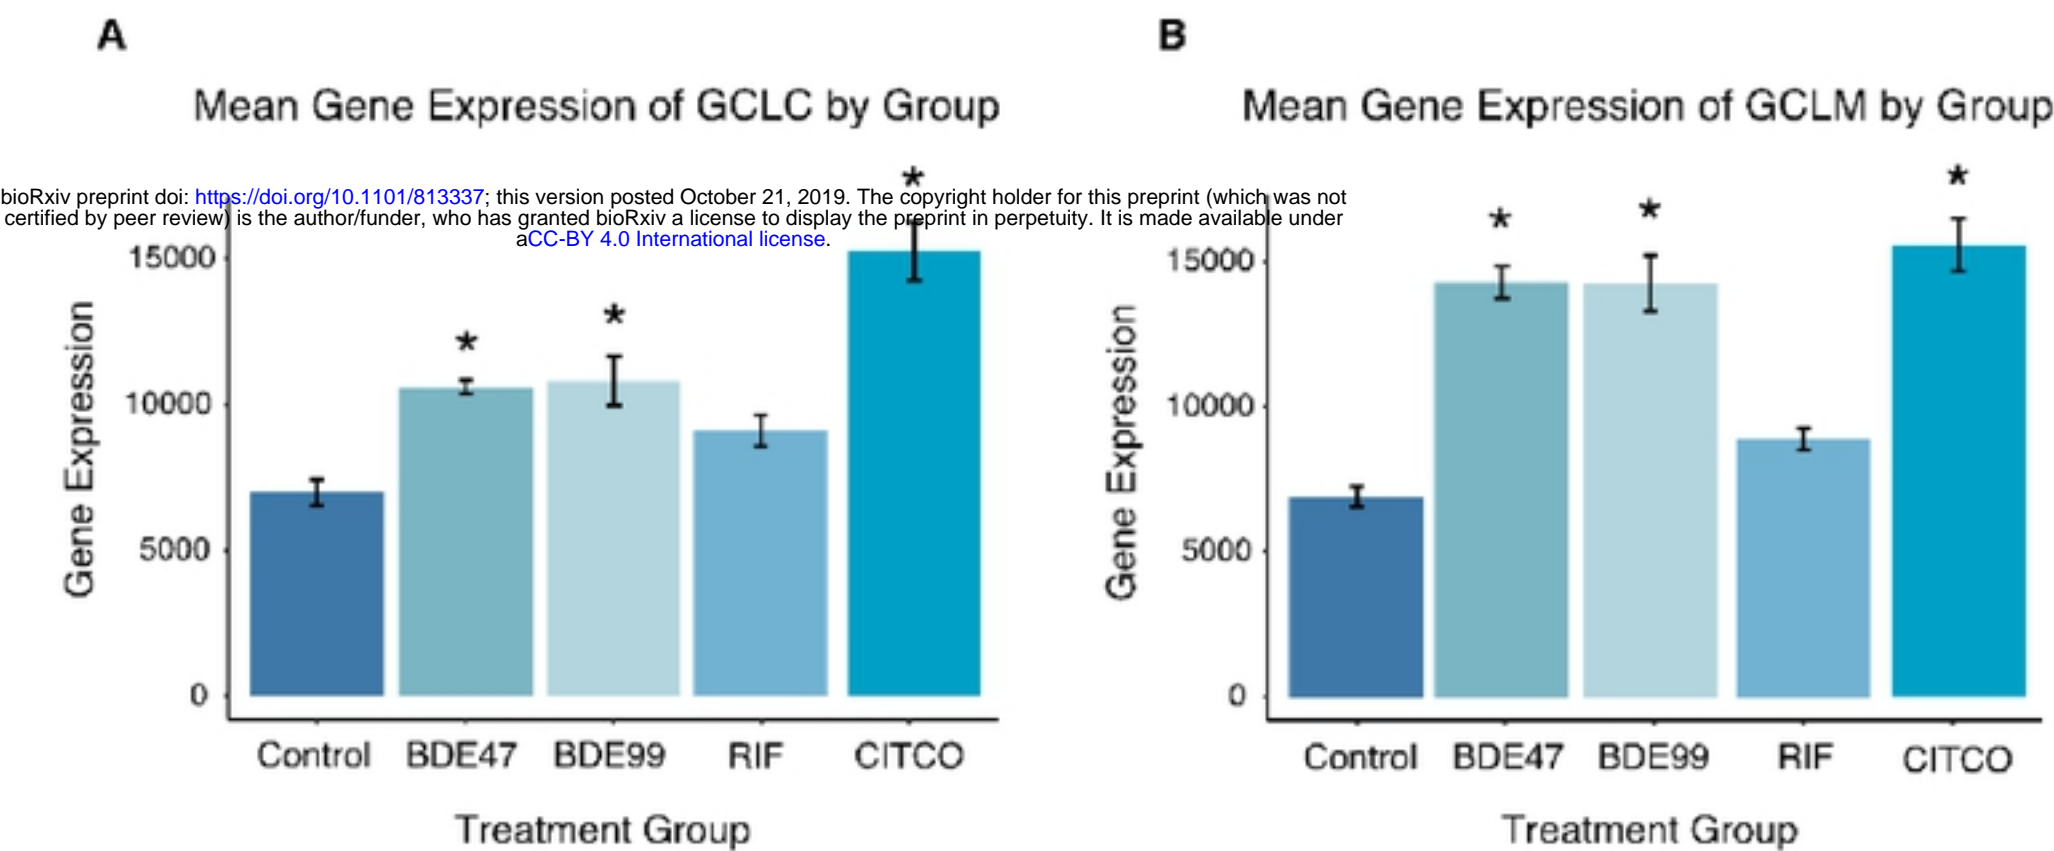 A
B
Mean Gene Expression of GCLC by Group
Mean Gene Expression of GCLM by Group
bioRxiv preprint doi: https://doi.org/10.1101/813337; this version posted October 21, 2019. The copyright holder for this preprint (which was not
certified by peer review) is the author/funder, who has granted bioRxiv a license to display the preprint in perpetuity. It is made available under
aCC-BY 4.0 International license.
*
*
*
Gene Expression
15000
10000
5000
0
Control BDE47 BDE99 RIF CITCO
Treatment Group
*
*
*
Gene Expression
15000
10000
5000
0
Control BDE47 BDE99 RIF CITCO
Treatment Group